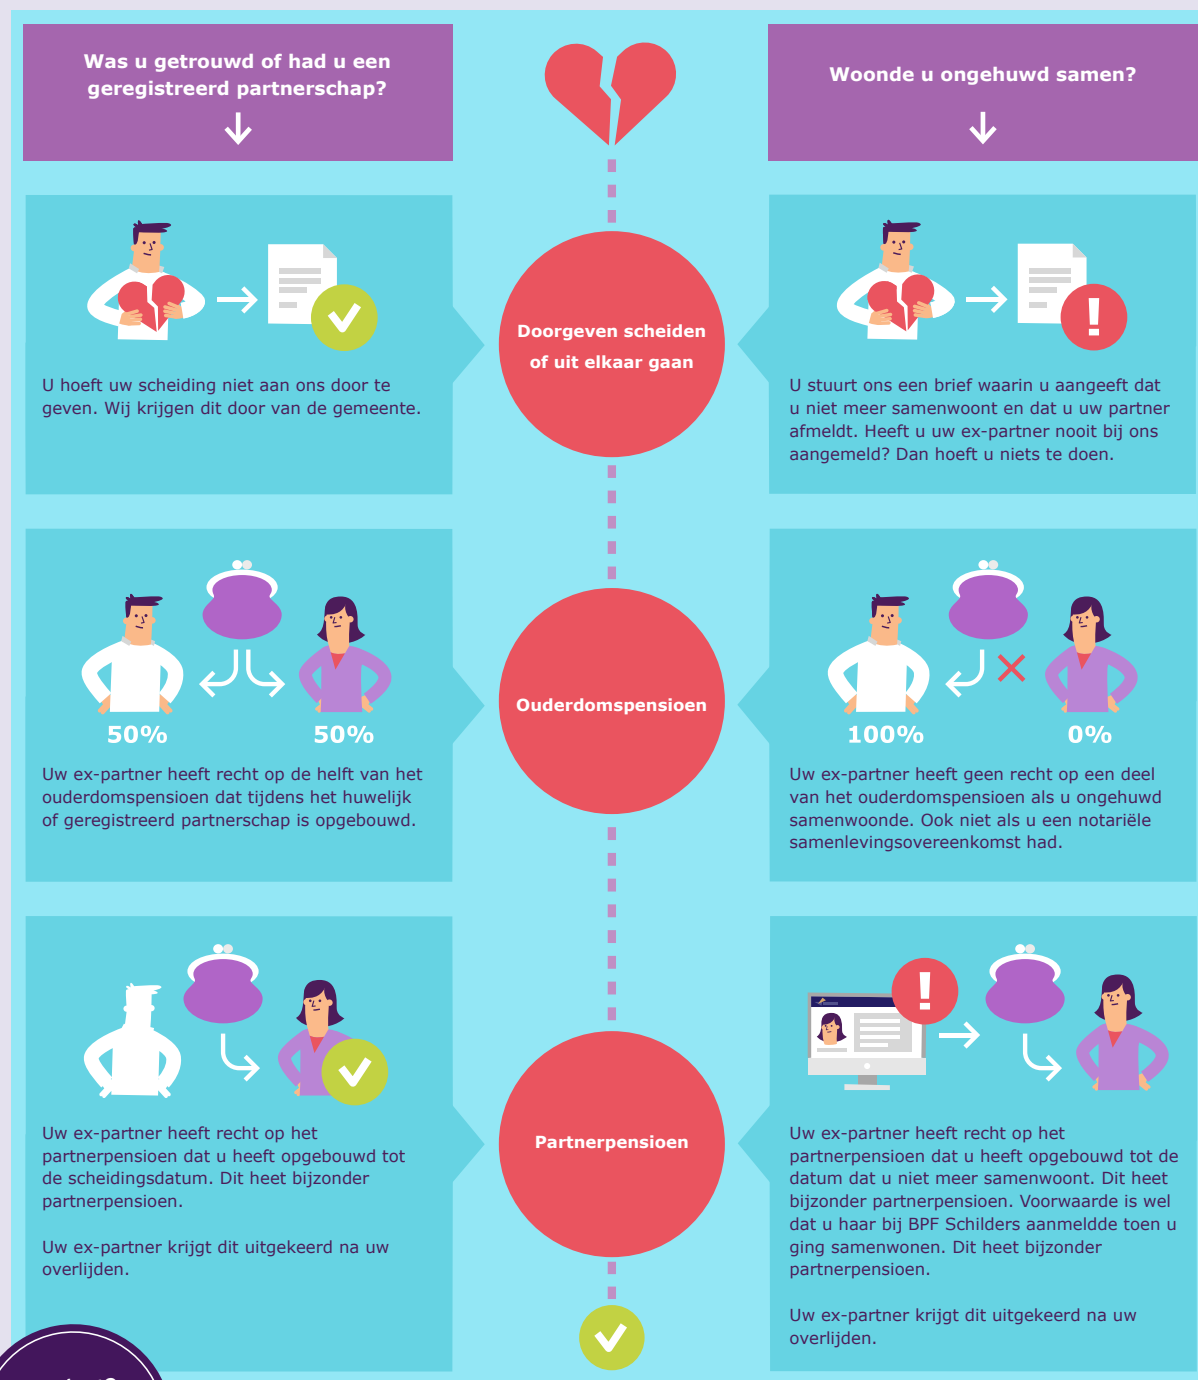 Was u getrouwd of had u een
geregistreerd partnerschap?
Woonde u ongehuwd samen?
Doorgeven scheiden
of uit elkaar gaan
U hoeft uw scheiding niet aan ons door te
geven. Wij krijgen dit door van de gemeente.
U stuurt ons een brief waarin u aangeeft dat
u niet meer samenwoont en dat u uw partner
afmeldt. Heeft u uw ex-partner nooit bij ons
aangemeld? Dan hoeft u niets te doen.
Ouderdomspensioen
50%
50%
Uw ex-partner heeft recht op de helft van het
ouderdomspensioen dat tijdens het huwelijk
of geregistreerd partnerschap is opgebouwd.
100%
0%
Uw ex-partner heeft geen recht op een deel
van het ouderdomspensioen als u ongehuwd
samenwoonde. Ook niet als u een notariële
samenlevingsovereenkomst had.
Partnerpensioen
Uw ex-partner heeft recht op het
partnerpensioen dat u heeft opgebouwd tot
de scheidingsdatum. Dit heet bijzonder
partnerpensioen.
Uw ex-partner krijgt dit uitgekeerd na uw
overlijden.
Uw ex-partner heeft recht op het
partnerpensioen dat u heeft opgebouwd tot de
datum dat u niet meer samenwoont. Dit heet
bijzonder partnerpensioen. Voorwaarde is wel
dat u haar bij BPF Schilders aanmeldde toen u
ging samenwonen. Dit heet bijzonder
partnerpensioen.
Uw ex-partner krijgt dit uitgekeerd na uw
overlijden.